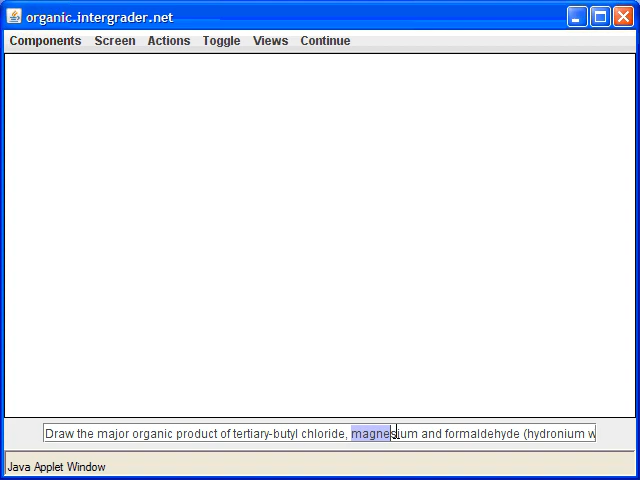 organic.intergrader.net
Components Screen Actions Toggle Views Continue
Draw the major organic product of tertiary-butyl chloride, magnesium and formaldehyde (hydronium w
Java Applet Window